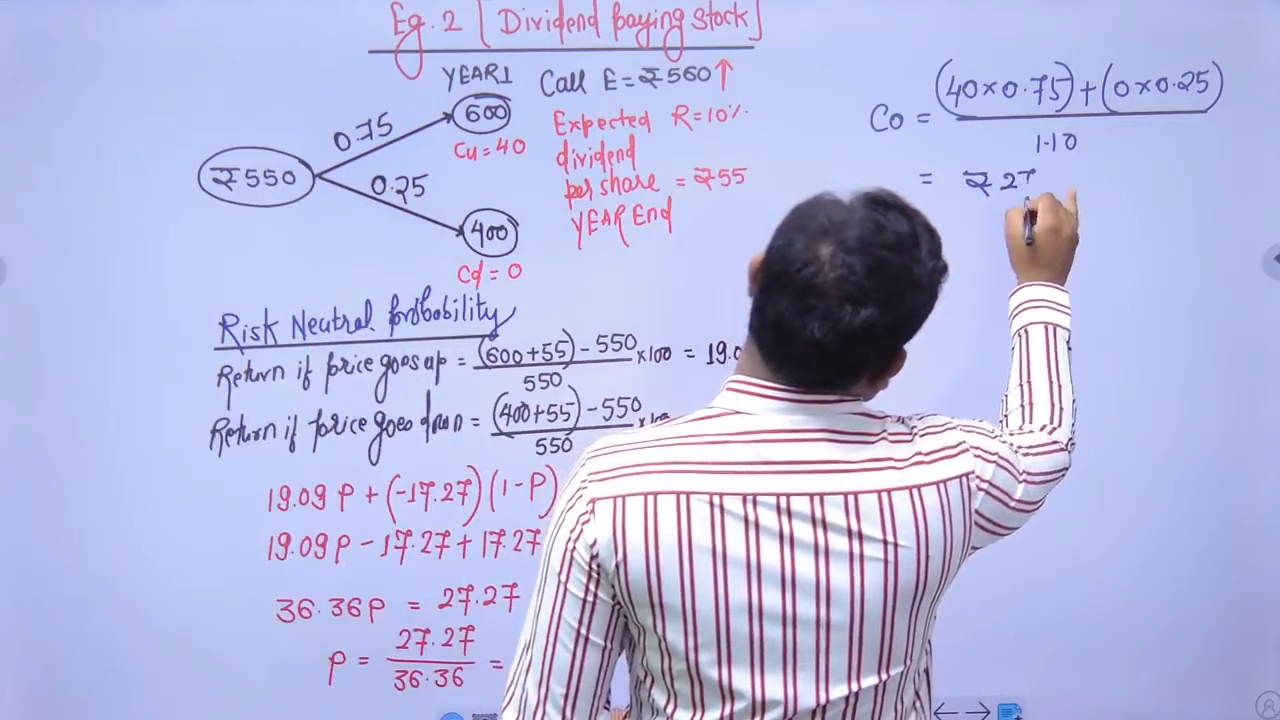 Eg. 2 [Dividend paying stock]
YEAR 1
Call E = ₹560 ↑
0.75
600
Cu = 40
₹550
0.25
400
Cd = 0
Expected R = 10%
dividend
per share = ₹55
YEAR End
Co = (40×0.75)+(0×0.25)
1.10
= ₹27
Risk Neutral probability
Return if price goes up = (600+55) - 550 ×100 = 19.0
550
Return if price goes down = (400+55) - 550
550
19.09 P + (-17.27)(1-P)
19.09 P - 17.27 + 17.27
36.36 P = 27.27
P = 27.27 =
36.36